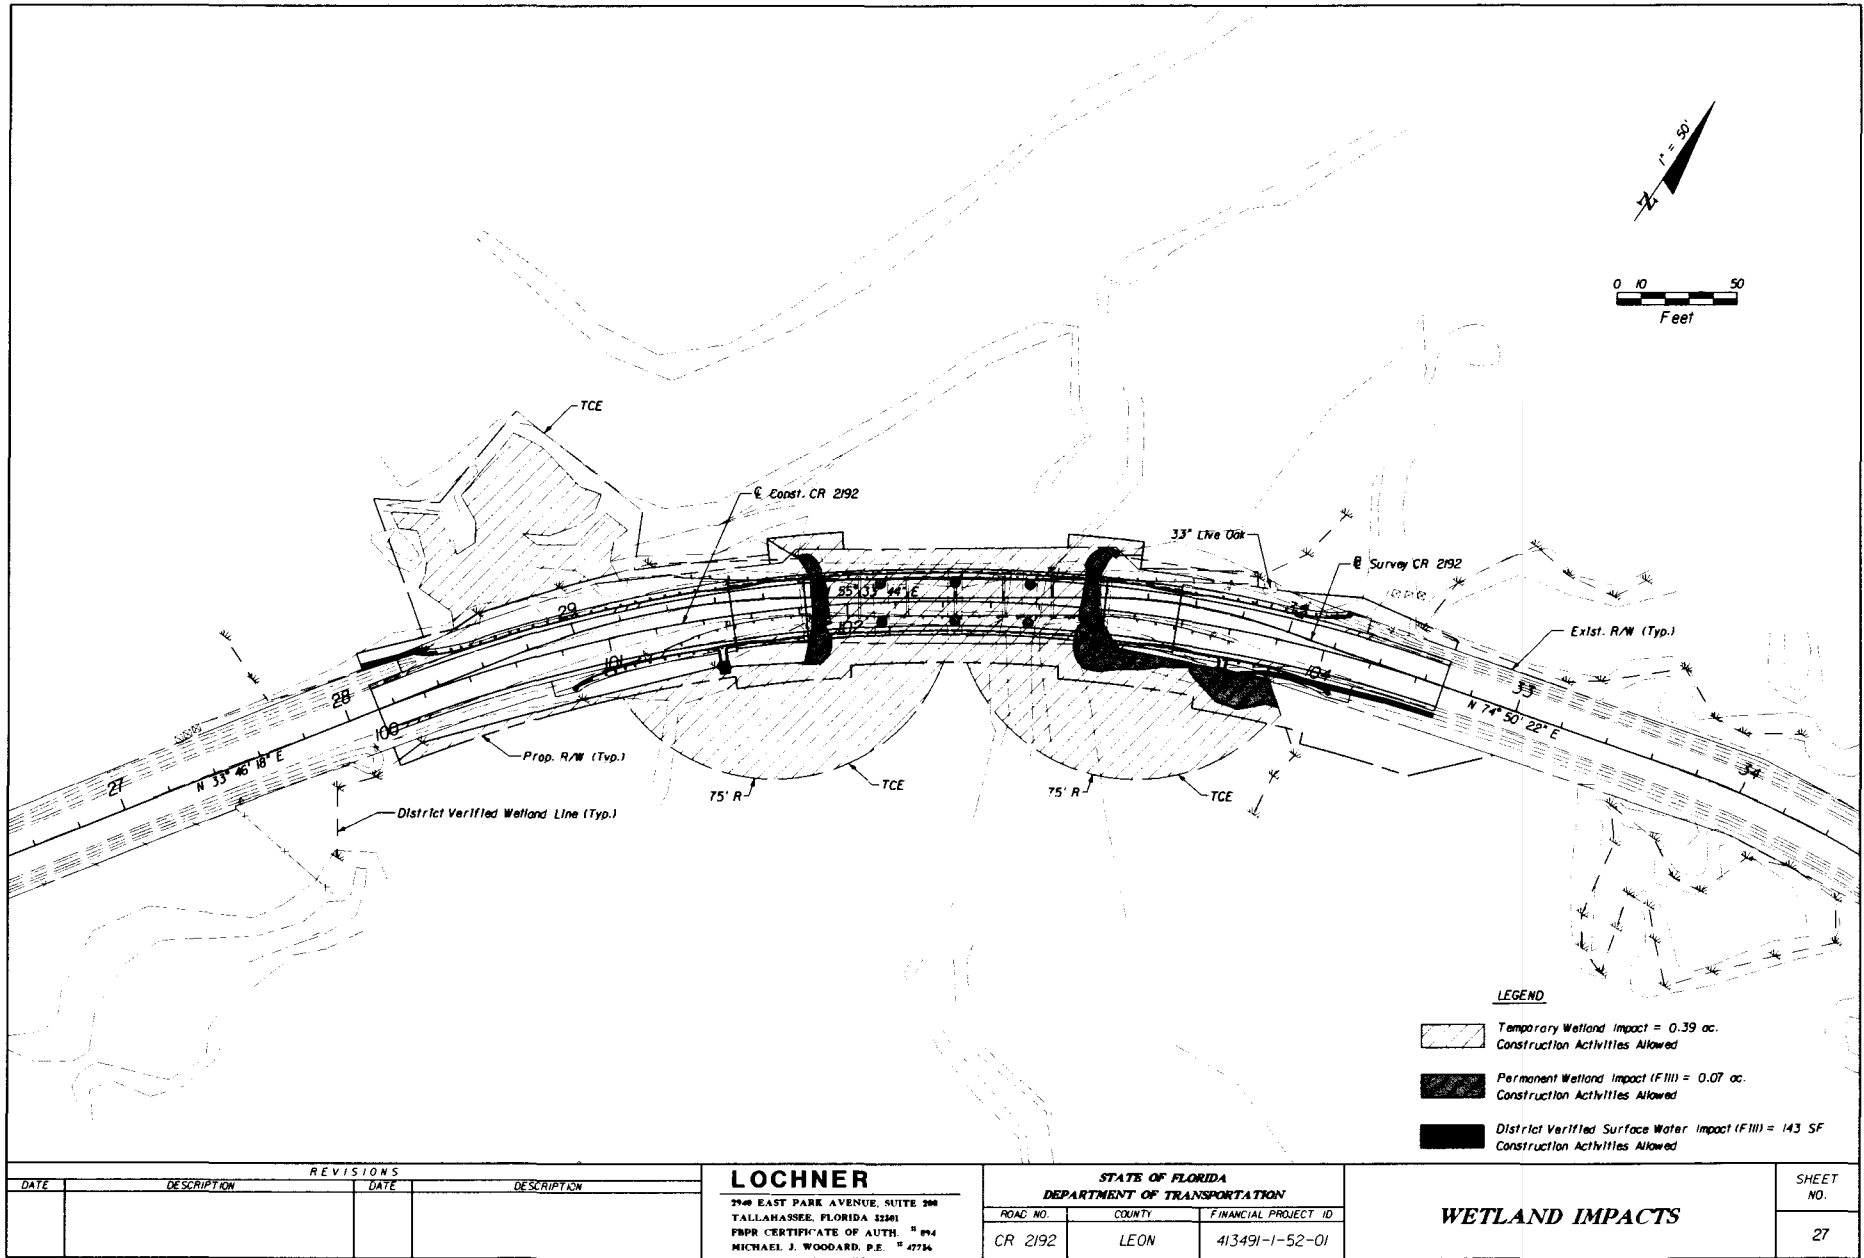 1" = 50'
N
0 10 50
Feet
TCE
℄ Const. CR 2192
33" Live Oak
Survey CR 2192
Exist. R/W (Typ.)
55° 33' 44" E
29
101
28
100
27
N 33° 46' 18" E
104
33
N 74° 50' 22" E
34
Prop. R/W (Typ.)
75' R
TCE
75' R
TCE
District Verified Wetland Line (Typ.)
LEGEND
Temporary Wetland Impact = 0.39 ac.
Construction Activities Allowed
Permanent Wetland Impact (Fill) = 0.07 ac.
Construction Activities Allowed
District Verified Surface Water Impact (Fill) = 143 SF
Construction Activities Allowed
REVISIONS
DATE DESCRIPTION DATE DESCRIPTION
LOCHNER
2940 EAST PARK AVENUE, SUITE 200
TALLAHASSEE, FLORIDA 32301
FBPR CERTIFICATE OF AUTH. # 894
MICHAEL J. WOODARD, P.E. # 47716
STATE OF FLORIDA
DEPARTMENT OF TRANSPORTATION
ROAD NO. COUNTY FINANCIAL PROJECT ID
CR 2192 LEON 413491-1-52-01
WETLAND IMPACTS
SHEET
NO.
27